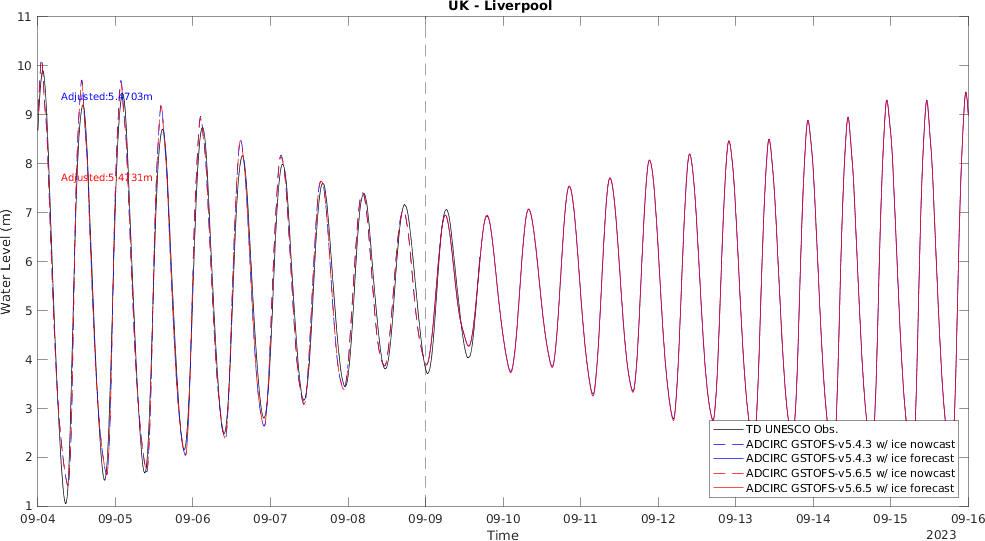 UK - Liverpool
11
10
9
8
7
6
5
4
3
2
1
Water Level (m)
Adjusted:5.4703m
Adjusted:5.4731m
TD UNESCO Obs.
ADCIRC GSTOFS-v5.4.3 w/ ice nowcast
ADCIRC GSTOFS-v5.4.3 w/ ice forecast
ADCIRC GSTOFS-v5.6.5 w/ ice nowcast
ADCIRC GSTOFS-v5.6.5 w/ ice forecast
09-04 09-05 09-06 09-07 09-08 09-09 09-10 09-11 09-12 09-13 09-14 09-15 09-16
Time
2023